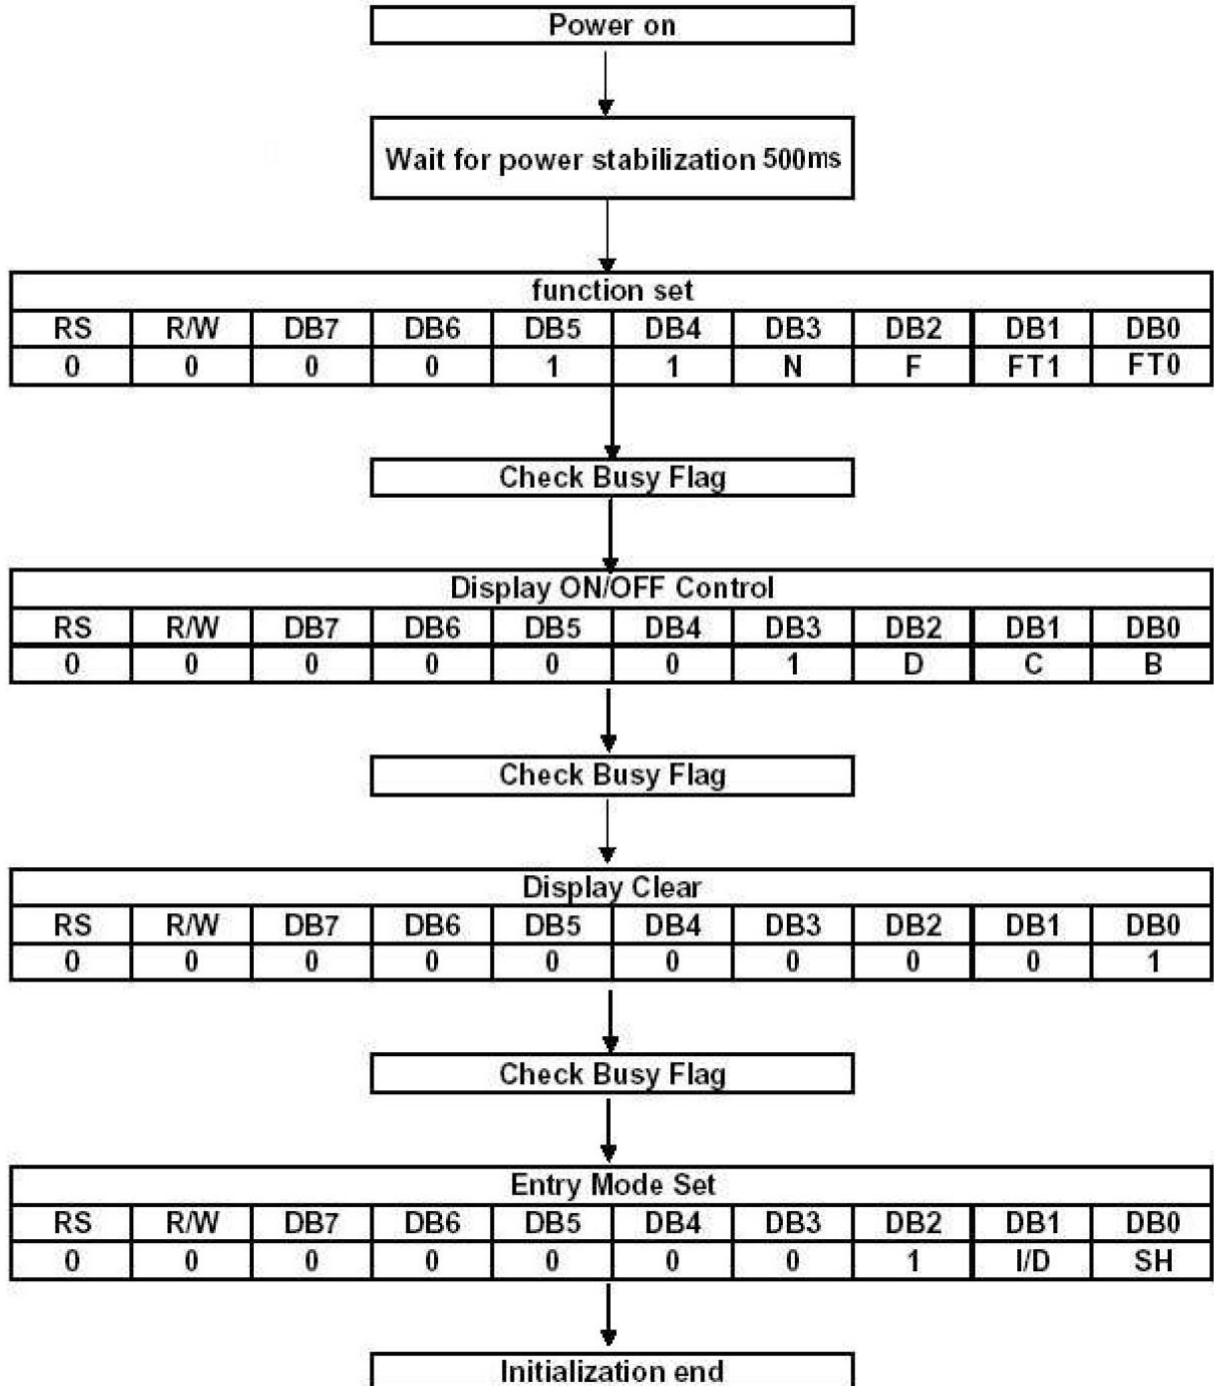 Power on
Wait for power stabilization 500ms
function set
RS R/W DB7 DB6 DB5 DB4 DB3 DB2 DB1 DB0
0 0 0 0 1 1 N F FT1 FT0
Check Busy Flag
Display ON/OFF Control
RS R/W DB7 DB6 DB5 DB4 DB3 DB2 DB1 DB0
0 0 0 0 0 0 1 D C B
Check Busy Flag
Display Clear
RS R/W DB7 DB6 DB5 DB4 DB3 DB2 DB1 DB0
0 0 0 0 0 0 0 0 0 1
Check Busy Flag
Entry Mode Set
RS R/W DB7 DB6 DB5 DB4 DB3 DB2 DB1 DB0
0 0 0 0 0 0 0 1 I/D SH
Initialization end